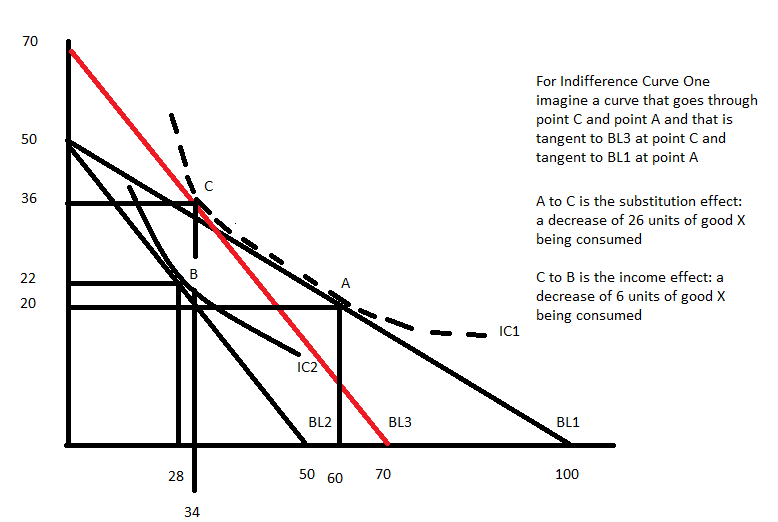 70
For Indifference Curve One
imagine a curve that goes through
point C and point A and that is
tangent to BL3 at point C and
tangent to BL1 at point A
50
C
36
A to C is the substitution effect:
a decrease of 26 units of good X
being consumed
B
22
A
20
C to B is the income effect: a
decrease of 6 units of good X
being consumed
IC1
IC2
BL2
BL3
BL1
28
50
60
70
100
34